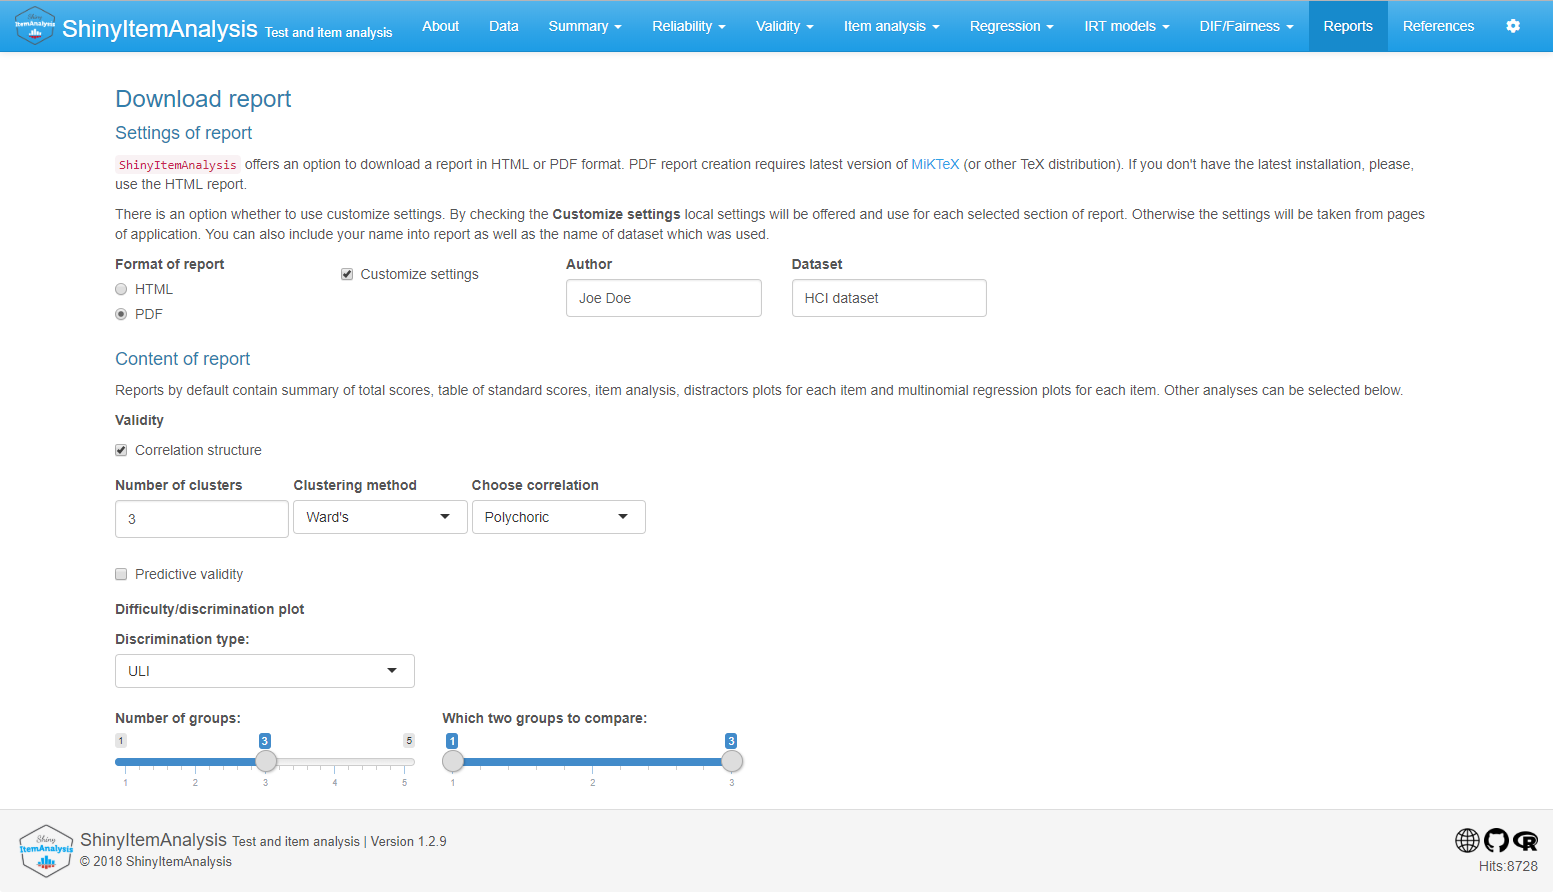 Shiny
ItemAnalysis
ShinyItemAnalysis Test and item analysis
About Data Summary Reliability Validity Item analysis Regression IRT models DIF/Fairness Reports References
Download report
Settings of report
ShinyItemAnalysis offers an option to download a report in HTML or PDF format. PDF report creation requires latest version of MiKTeX (or other TeX distribution). If you don't have the latest installation, please,
use the HTML report.
There is an option whether to use customize settings. By checking the Customize settings local settings will be offered and use for each selected section of report. Otherwise the settings will be taken from pages
of application. You can also include your name into report as well as the name of dataset which was used.
Format of report
HTML
PDF
Customize settings
Author
Joe Doe
Dataset
HCI dataset
Content of report
Reports by default contain summary of total scores, table of standard scores, item analysis, distractors plots for each item and multinomial regression plots for each item. Other analyses can be selected below.
Validity
Correlation structure
Number of clusters Clustering method Choose correlation
3 Ward's Polychoric
Predictive validity
Difficulty/discrimination plot
Discrimination type:
ULI
Number of groups: Which two groups to compare:
1 3 5 1 3
1 2 3 4 5 1 2 3
Shiny
ItemAnalysis
ShinyItemAnalysis Test and item analysis | Version 1.2.9
© 2018 ShinyItemAnalysis
R
Hits:8728